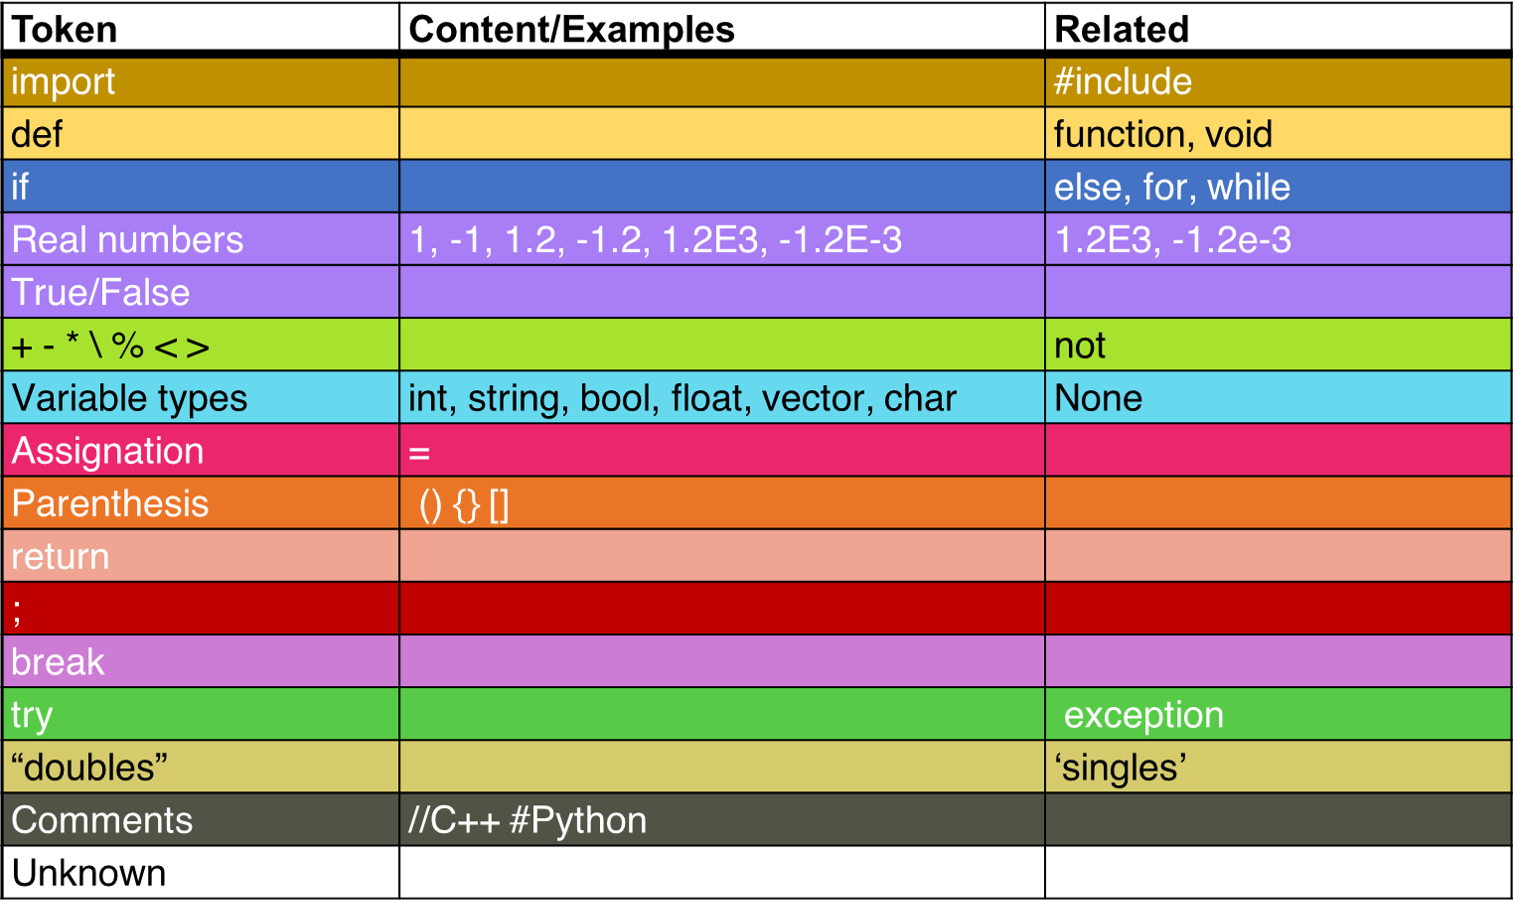 Token Content/Examples Related
import #include
def function, void
if else, for, while
Real numbers 1, -1, 1.2, -1.2, 1.2E3, -1.2E-3 1.2E3, -1.2e-3
True/False
+ - * \ % < > not
Variable types int, string, bool, float, vector, char None
Assignation =
Parenthesis () {} []
return
;
break
try exception
“doubles” ‘singles’
Comments //C++ #Python
Unknown